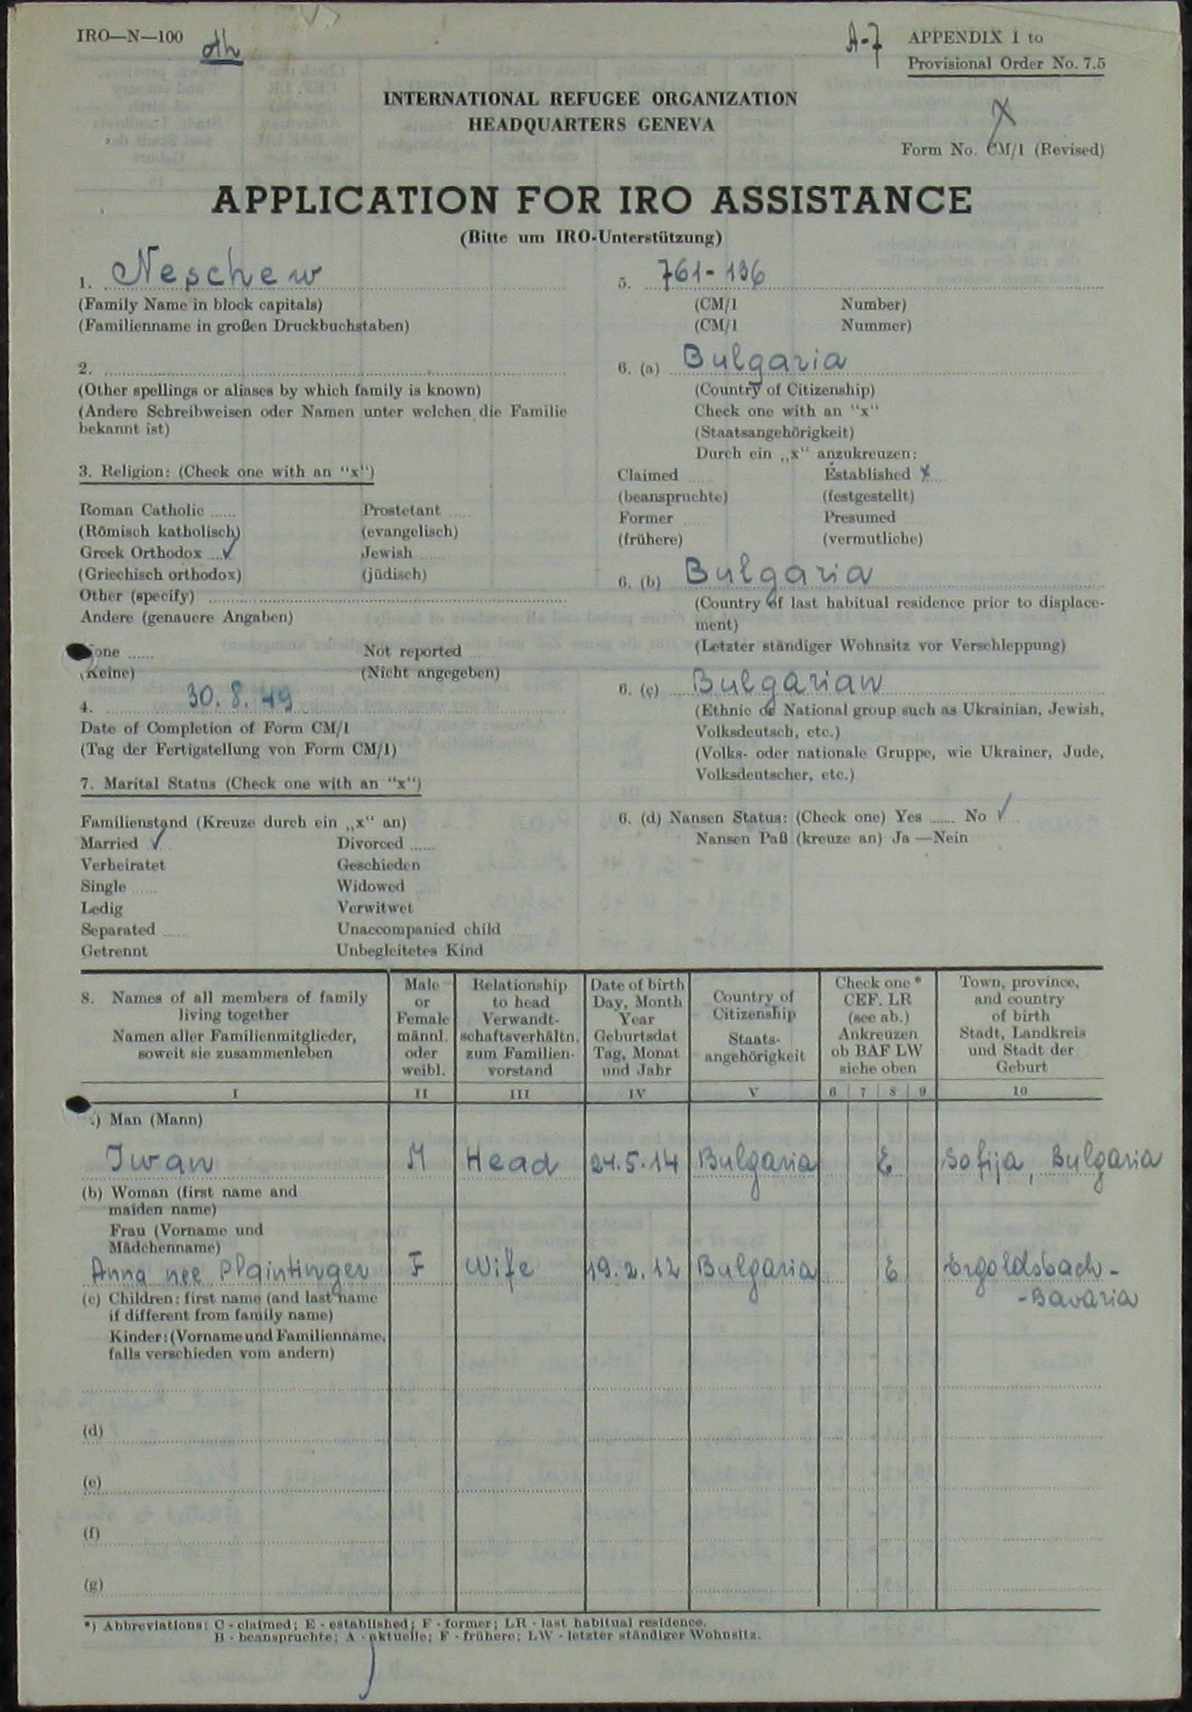 IRO—N—100
A-7
APPENDIX 1 to
Provisional Order No. 7.5
INTERNATIONAL REFUGEE ORGANIZATION
HEADQUARTERS GENEVA
Form No. CM/1 (Revised)
APPLICATION FOR IRO ASSISTANCE
(Bitte um IRO-Unterstützung)
1. Neschew
(Family Name in block capitals)
(Familienname in großen Druckbuchstaben)
2.
(Other spellings or aliases by which family is known)
(Andere Schreibweisen oder Namen unter welchen die Familie
bekannt ist)
3. Religion: (Check one with an "x")
Roman Catholic ...... Prostetant ......
(Römisch katholisch) (evangelisch)
Greek Orthodox ...✓ Jewish ......
(Griechisch orthodox) (jüdisch)
Other (specify)
Andere (genauere Angaben)
one ...... Not reported
(Keine) (Nicht angegeben)
4. 30. 8. 49
Date of Completion of Form CM/1
(Tag der Fertigstellung von Form CM/1)
7. Marital Status (Check one with an "x")
Familienstand (Kreuze durch ein „x" an)
Married ✓ Divorced ......
Verheiratet Geschieden
Single ...... Widowed
Ledig Verwitwet
Separated ...... Unaccompanied child
Getrennt Unbegleitetes Kind
5. 761-136
(CM/1 Number)
(CM/1 Nummer)
6. (a) Bulgaria
(Country of Citizenship)
Check one with an "x"
(Staatsangehörigkeit)
Durch ein „x" anzukreuzen:
Claimed ...... Established x
(beanspruchte) (festgestellt)
Former ...... Presumed
(frühere) (vermutliche)
6. (b) Bulgaria
(Country of last habitual residence prior to displace-
ment)
(Letzter ständiger Wohnsitz vor Verschleppung)
6. (c) Bulgarian
(Ethnic or National group such as Ukrainian, Jewish,
Volksdeutsch, etc.)
(Volks- oder nationale Gruppe, wie Ukrainer, Jude,
Volksdeutscher, etc.)
6. (d) Nansen Status: (Check one) Yes ...... No ✓
Nansen Paß (kreuze an) Ja —Nein
8. Names of all members of family
living together
Namen aller Familienmitglieder,
soweit sie zusammenleben
Male
or
Female
männl.
oder
weibl.
Relationship
to head
Verwandt-
schaftsverhältn.
zum Familien-
vorstand
Date of birth
Day, Month
Year
Geburtsdat
Tag, Monat
und Jahr
Country of
Citizenship
Staats-
angehörigkeit
Check one *
CEF. LR
(see ab.)
Ankreuzen
ob BAF LW
siehe oben
Town, province,
and country
of birth
Stadt, Landkreis
und Stadt der
Geburt
I II III IV V 6 7 8 9 10
.) Man (Mann)
Iwan M Head 24.5.14 Bulgaria E Sofija, Bulgaria
(b) Woman (first name and
maiden name)
Frau (Vorname und
Mädchenname)
Anna nee Plaintinger F Wife 19.2.12 Bulgaria E Ergoldsbach-
-Bavaria
(c) Children: first name (and last name
if different from family name)
Kinder: (Vorname und Familienname,
falls verschieden vom andern)
(d)
(e)
(f)
(g)
*) Abbreviations: C - claimed; E - established; F - former; LR - last habitual residence.
B - beanspruchte; A - aktuelle; F - frühere; LW - letzter ständiger Wohnsitz.